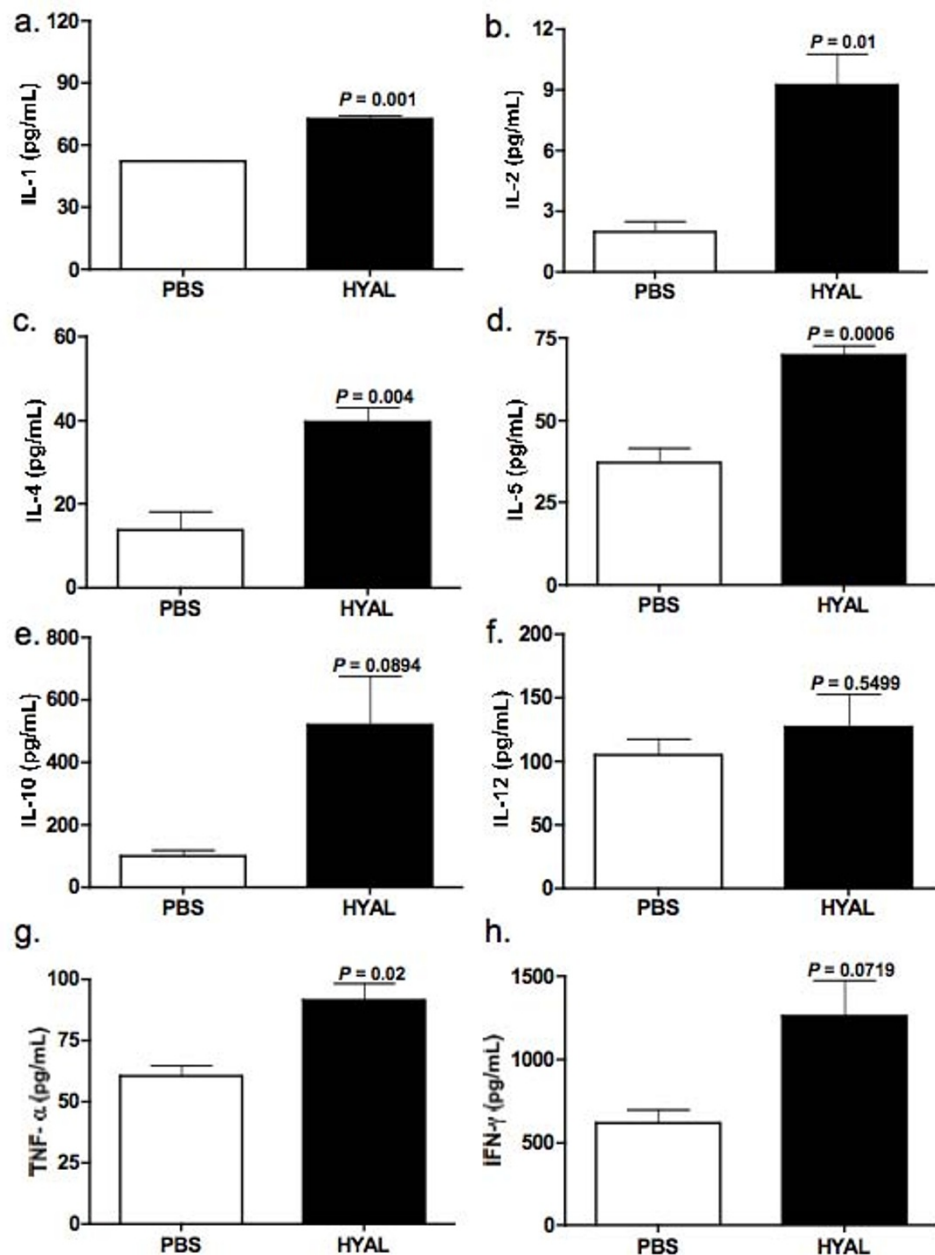 a.
IL-1 (pg/mL)
120
90
60
30
0
P = 0.001
PBS
HYAL
b.
IL-2 (pg/mL)
12
9
6
3
0
P = 0.01
PBS
HYAL
c.
IL-4 (pg/mL)
60
40
20
0
P = 0.004
PBS
HYAL
d.
IL-5 (pg/mL)
75
50
25
0
P = 0.0006
PBS
HYAL
e.
IL-10 (pg/mL)
800
600
400
200
0
P = 0.0894
PBS
HYAL
f.
IL-12 (pg/mL)
200
150
100
50
0
P = 0.5499
PBS
HYAL
g.
TNF- α (pg/mL)
100
75
50
25
0
P = 0.02
PBS
HYAL
h.
IFN-γ (pg/mL)
1500
1000
500
0
P = 0.0719
PBS
HYAL